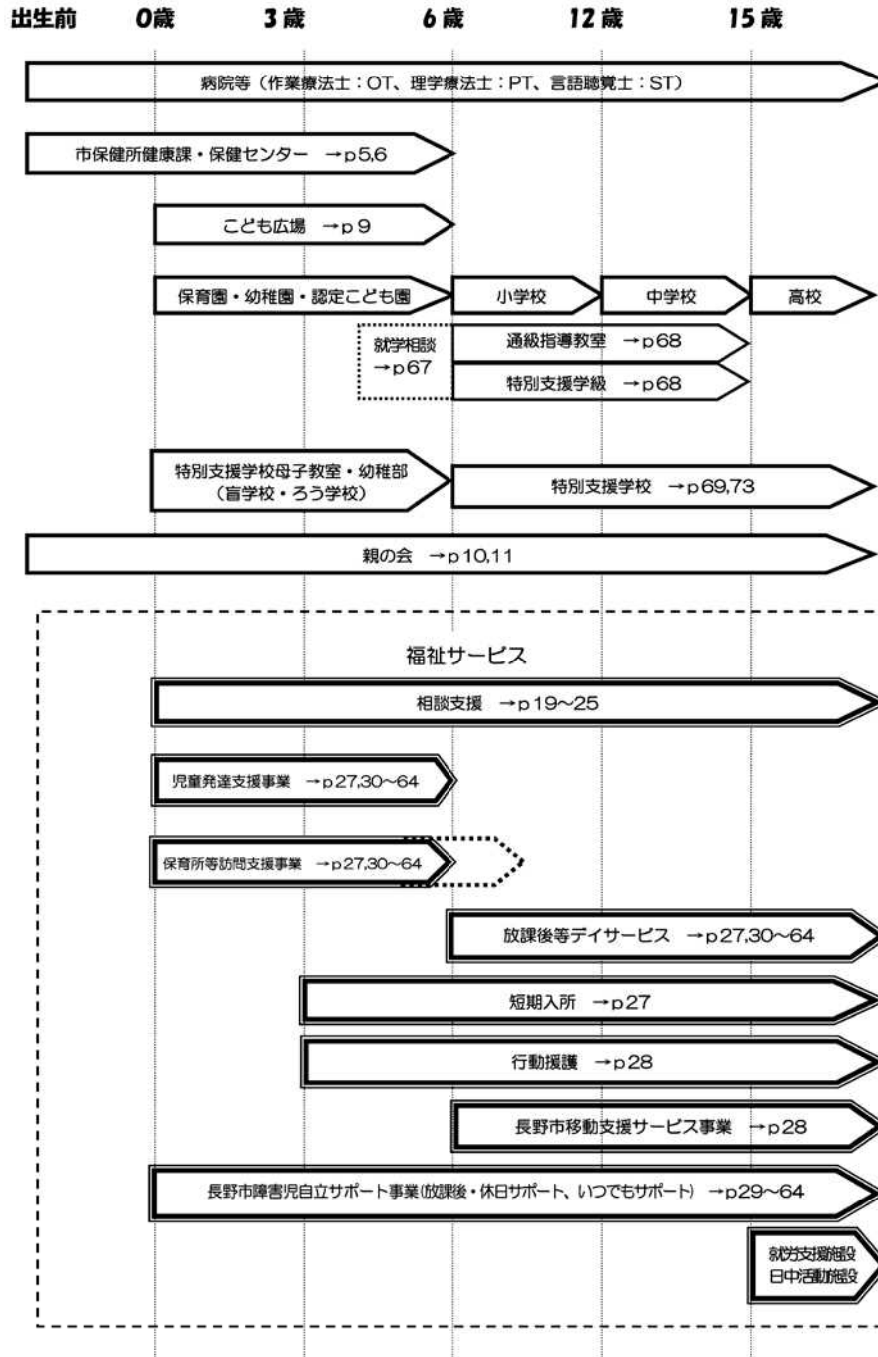 出生前 0歳 3歳 6歳 12歳 15歳
病院等（作業療法士：OT、理学療法士：PT、言語聴覚士：ST）
市保健所健康課・保健センター →p5,6
こども広場 →p9
保育園・幼稚園・認定こども園 小学校 中学校 高校
就学相談
→p67
通級指導教室 →p68
特別支援学級 →p68
特別支援学校母子教室・幼稚部
（盲学校・ろう学校）
特別支援学校 →p69,73
親の会 →p10,11
福祉サービス
相談支援 →p19～25
児童発達支援事業 →p27,30～64
保育所等訪問支援事業 →p27,30～64
放課後等デイサービス →p27,30～64
短期入所 →p27
行動援護 →p28
長野市移動支援サービス事業 →p28
長野市障害児自立サポート事業(放課後・休日サポート、いつでもサポート) →p29～64
就労支援施設
日中活動施設